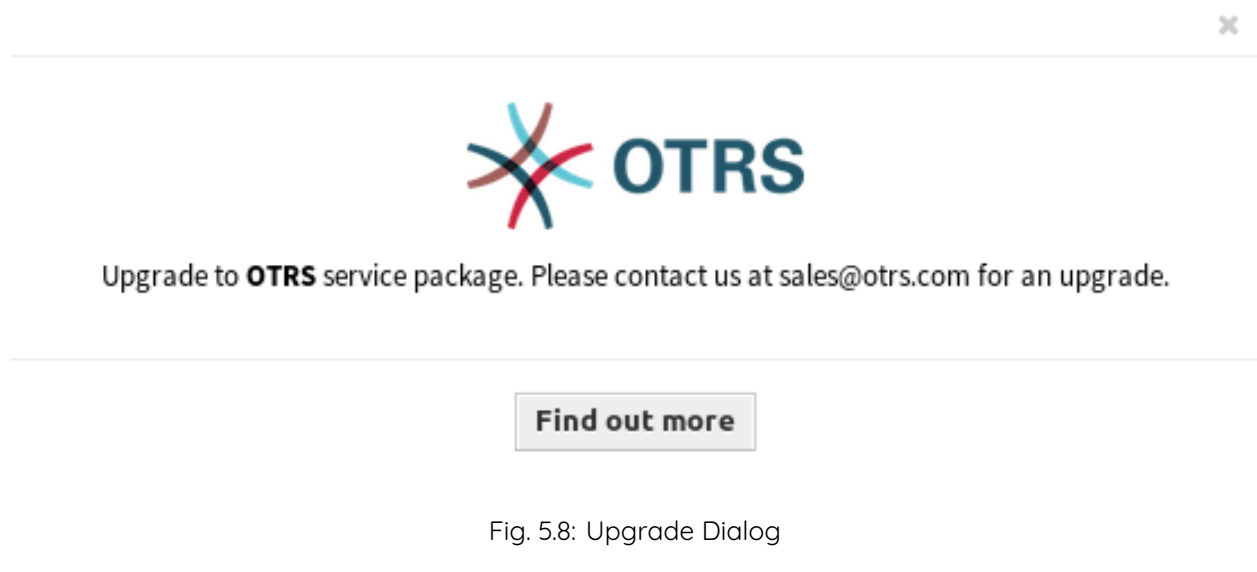 OTRS
Upgrade to OTRS service package. Please contact us at sales@otrs.com for an upgrade.
Find out more
Fig. 5.8: Upgrade Dialog